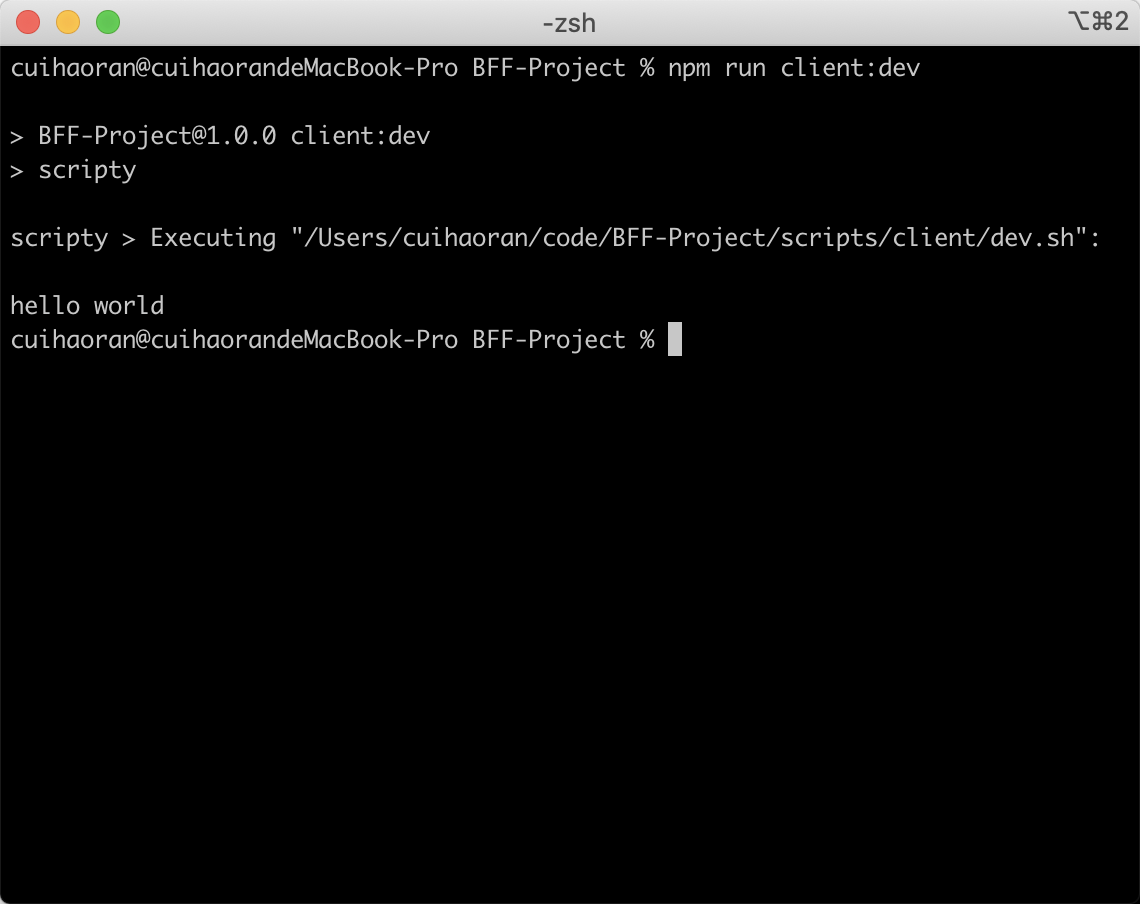 -zsh
⌥⌘2
cuihaoran@cuihaorandeMacBook-Pro BFF-Project % npm run client:dev
> BFF-Project@1.0.0 client:dev
> scripty
scripty > Executing "/Users/cuihaoran/code/BFF-Project/scripts/client/dev.sh":
hello world
cuihaoran@cuihaorandeMacBook-Pro BFF-Project %